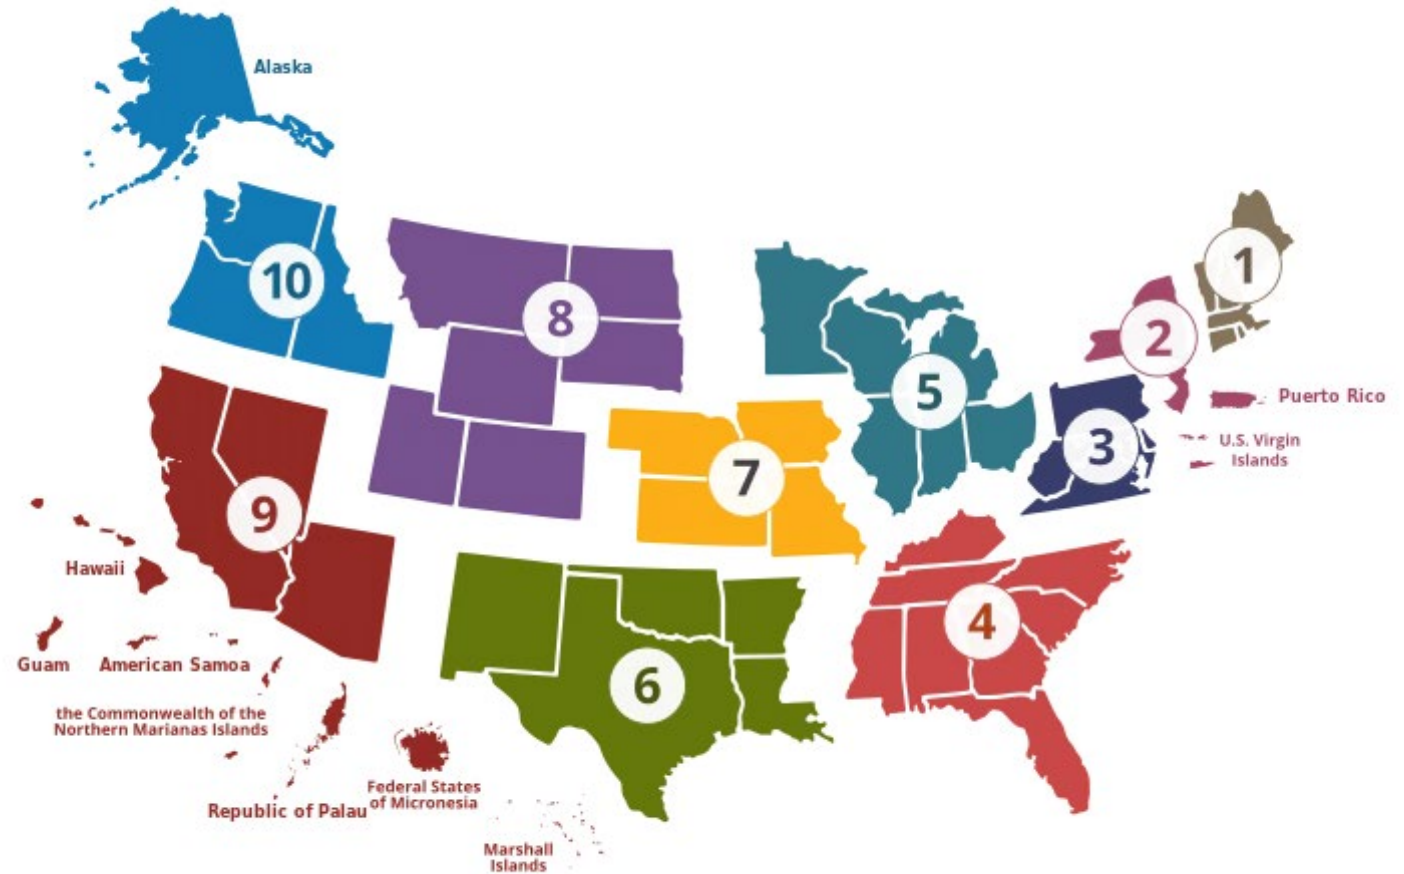 Alaska
10
8
5
2
1
Puerto Rico
U.S. Virgin
Islands
3
7
9
4
6
Hawaii
Guam
American Samoa
the Commonwealth of the
Northern Marianas Islands
Republic of Palau
Federal States
of Micronesia
Marshall
Islands